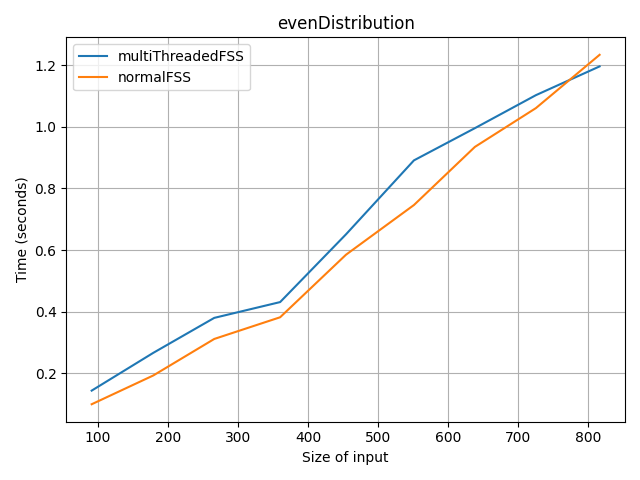 evenDistribution
multiThreadedFSS
normalFSS
Time (seconds)
1.2
1.0
0.8
0.6
0.4
0.2
100 200 300 400 500 600 700 800
Size of input